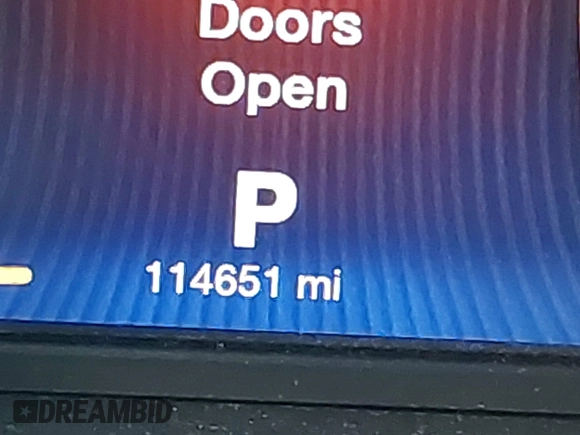 Doors
Open
P
114651 mi
DREAMBID